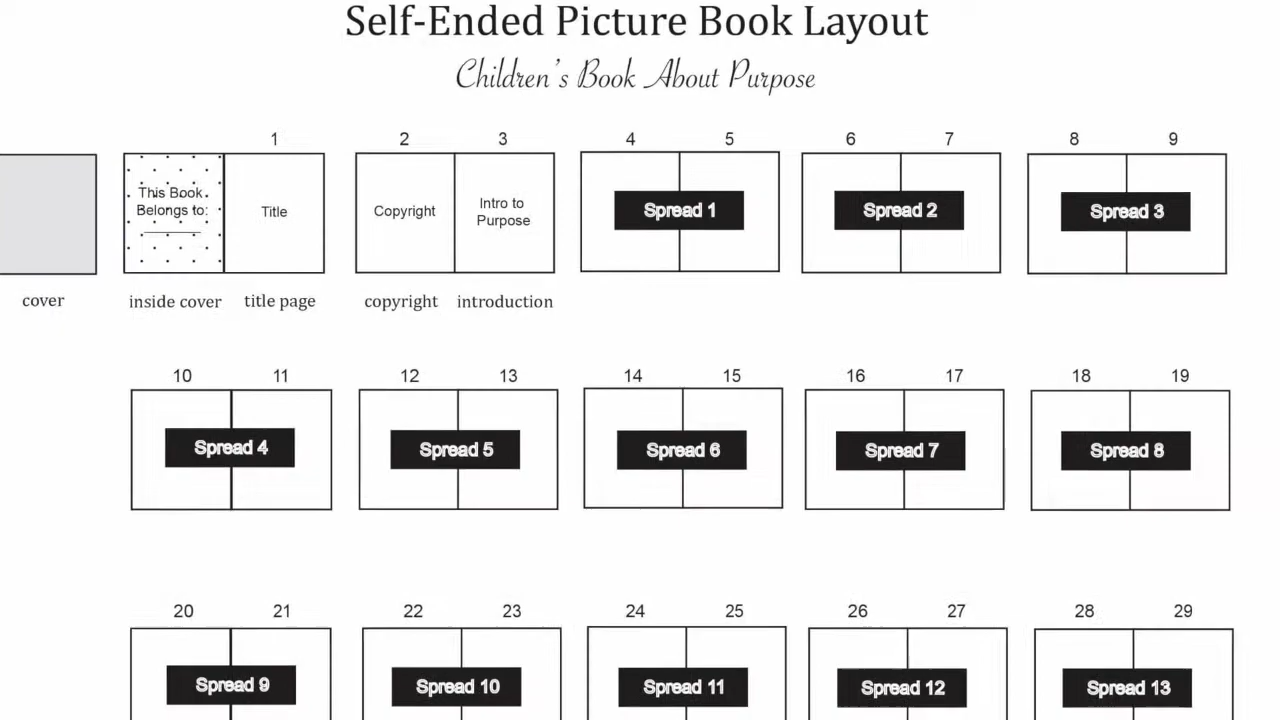 Self-Ended Picture Book Layout
Children's Book About Purpose
1 2 3 4 5 6 7 8 9
This Book
Belongs to:
Title
Copyright
Intro to
Purpose
Spread 1
Spread 2
Spread 3
cover
inside cover
title page
copyright
introduction
10 11 12 13 14 15 16 17 18 19
Spread 4
Spread 5
Spread 6
Spread 7
Spread 8
20 21 22 23 24 25 26 27 28 29
Spread 9
Spread 10
Spread 11
Spread 12
Spread 13